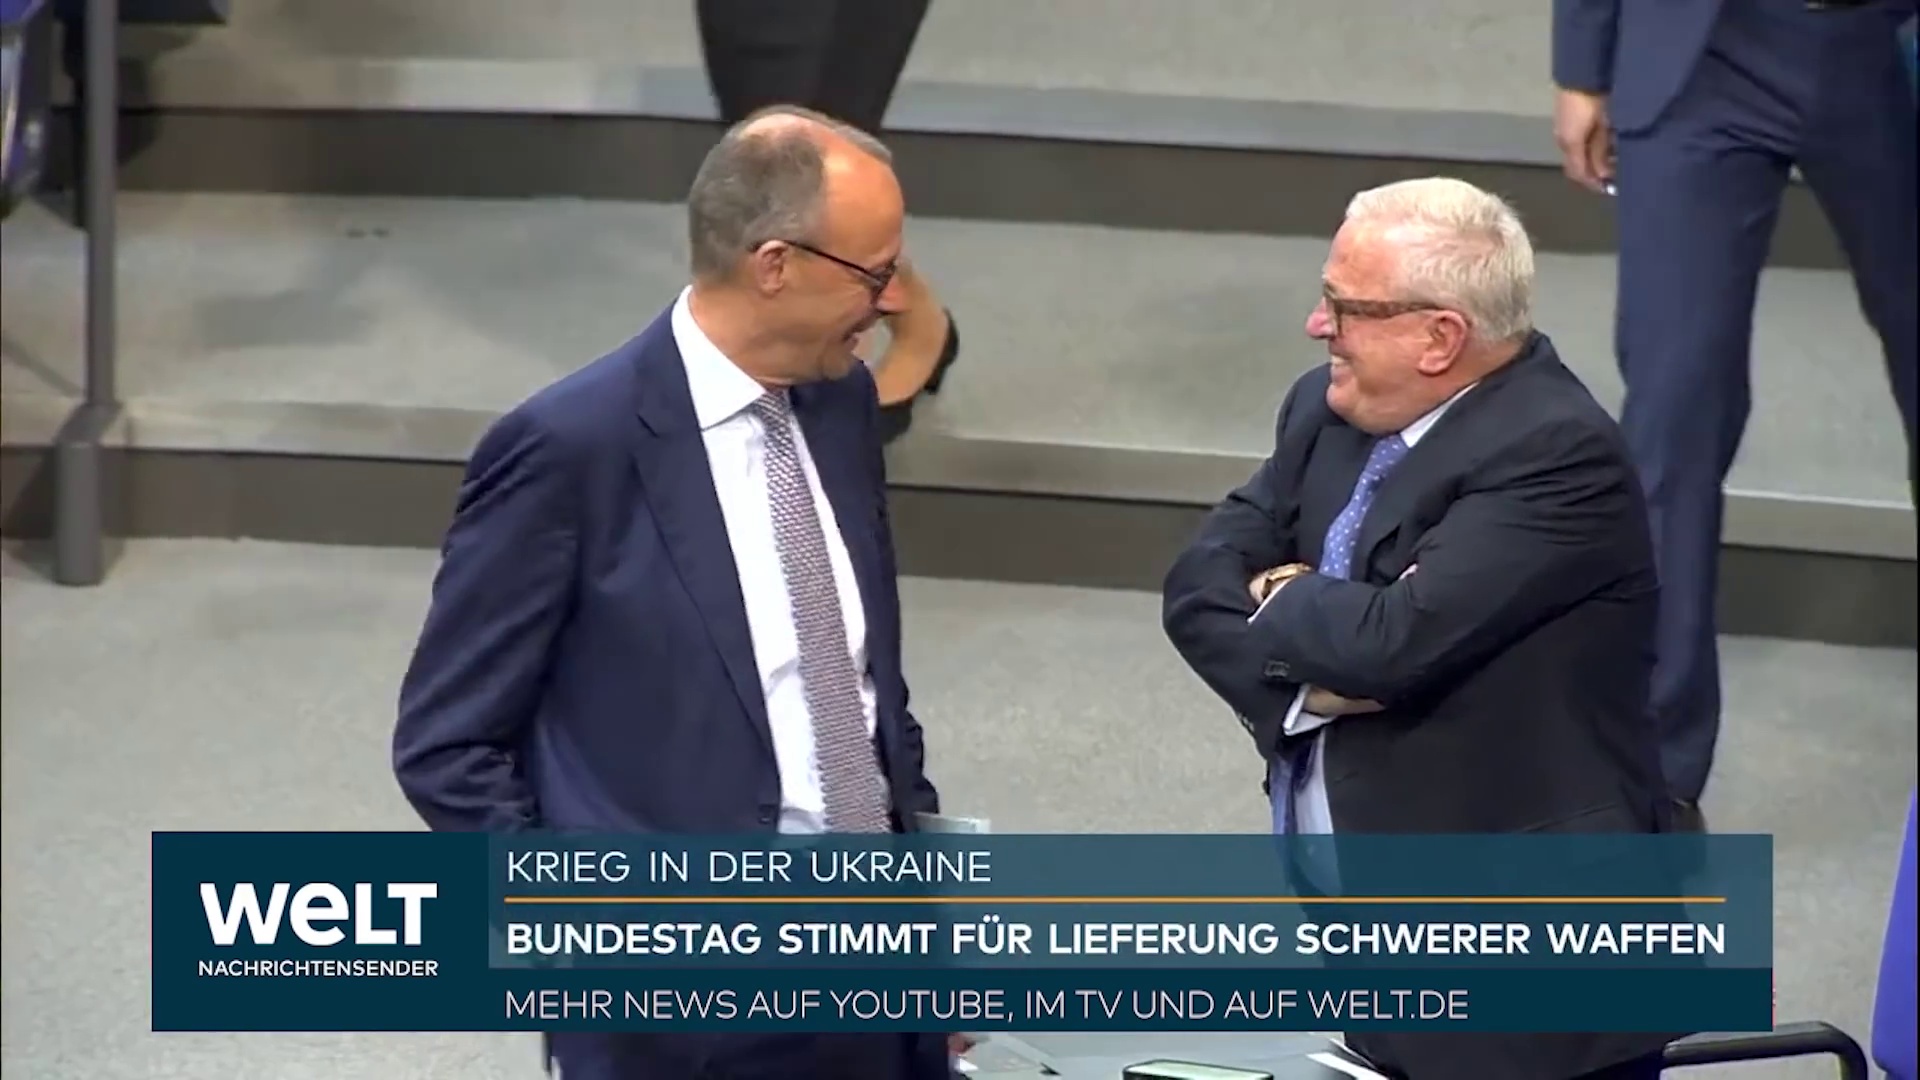 KRIEG IN DER UKRAINE
BUNDESTAG STIMMT FÜR LIEFERUNG SCHWERER WAFFEN
WELT
NACHRICHTENSENDER
MEHR NEWS AUF YOUTUBE, IM TV UND AUF WELT.DE